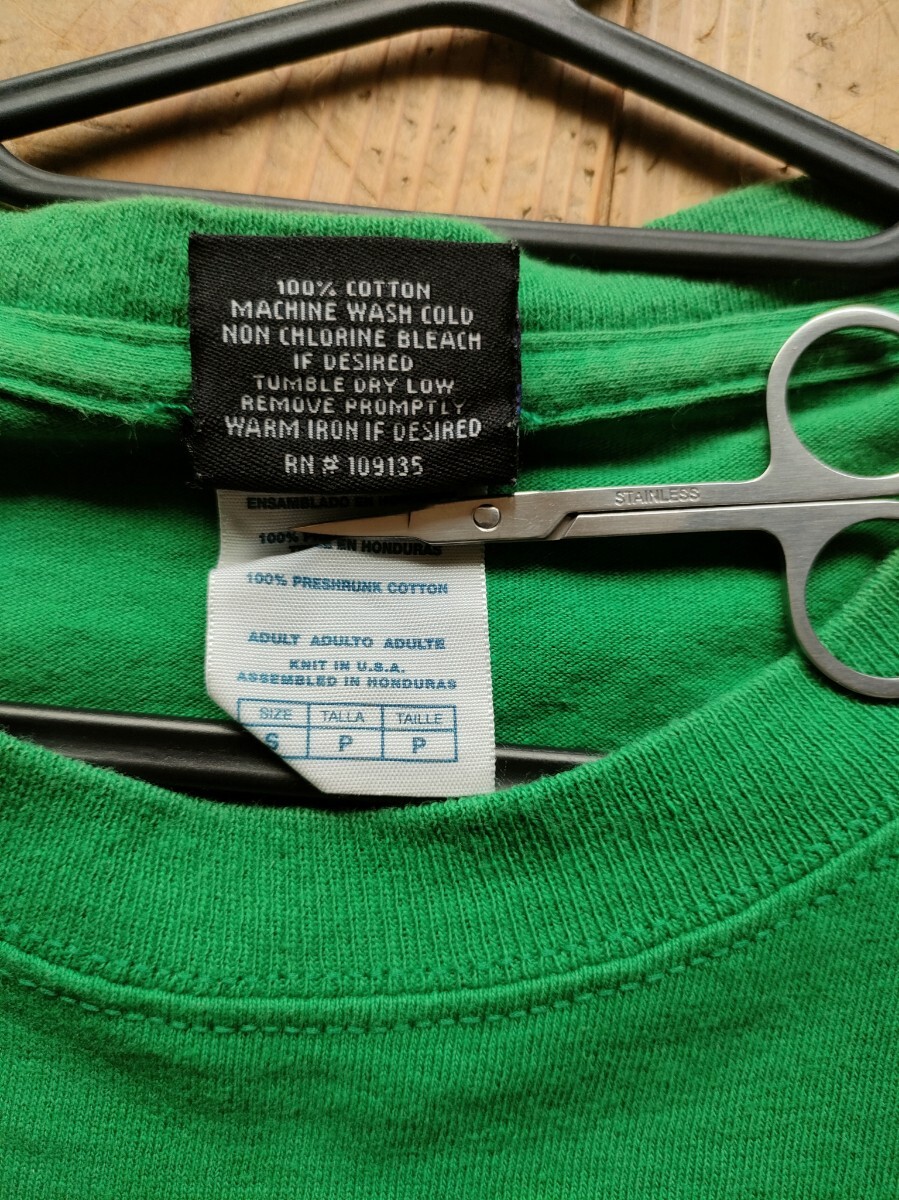 100% COTTON
MACHINE WASH COLD
NON CHLORINE BLEACH
IF DESIRED
TUMBLE DRY LOW
REMOVE PROMPTLY
WARM IRON IF DESIRED
RN # 109135
STAINLESS
ENSAMBLADO EN
100%
EN HONDURAS
100% PRESHRUNK COTTON
ADULT ADULTO ADULTE
KNIT IN U.S.A.
ASSEMBLED IN HONDURAS
SIZE TALLA TAILLE
S P P